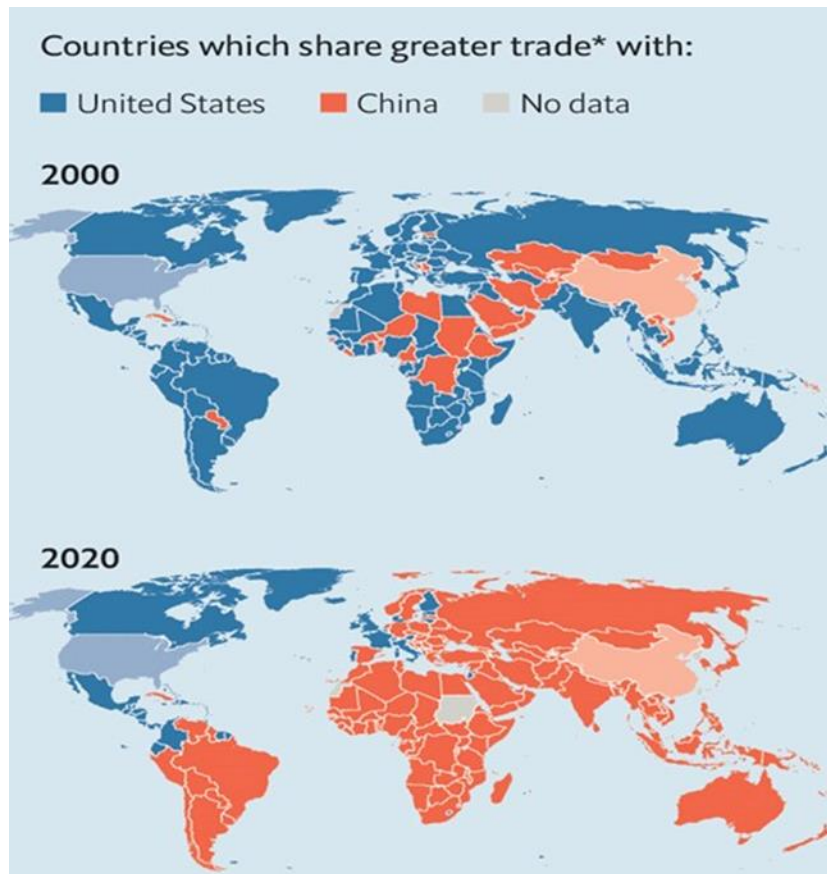 Countries which share greater trade* with:
United States China No data
2000
2020